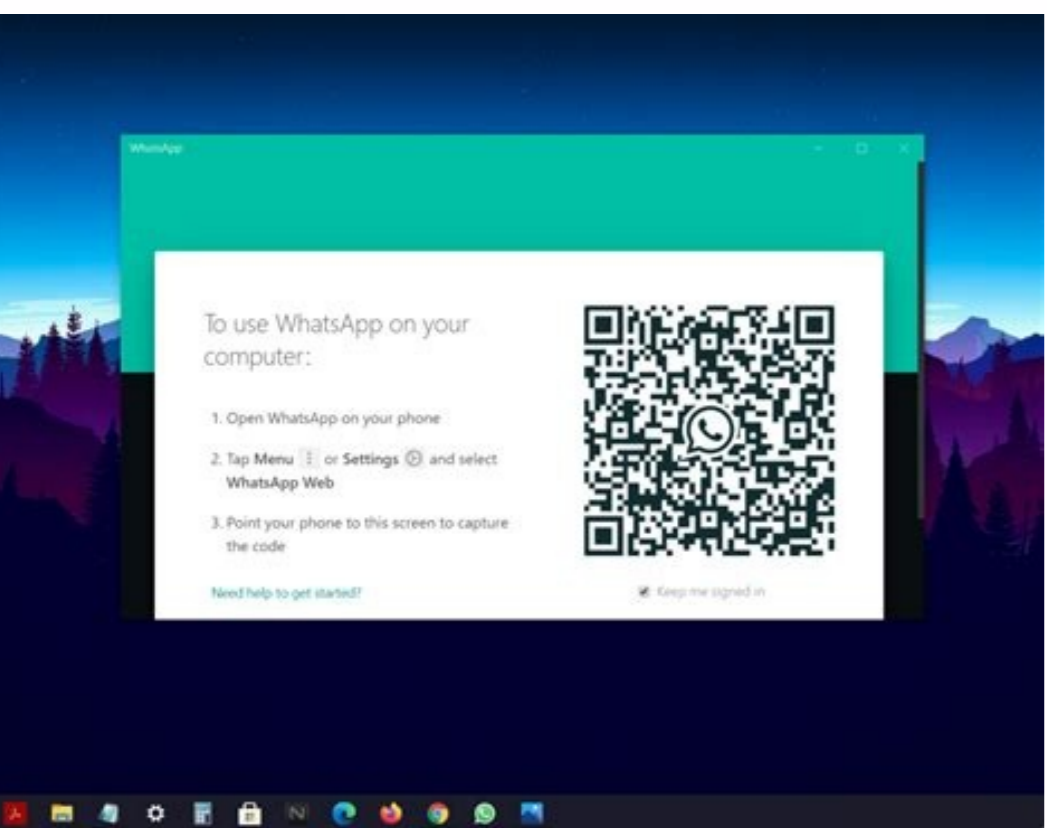 WhatsApp
To use WhatsApp on your
computer:
1. Open WhatsApp on your phone
2. Tap Menu or Settings and select
WhatsApp Web
3. Point your phone to this screen to capture
the code
Need help to get started?
Keep me signed in